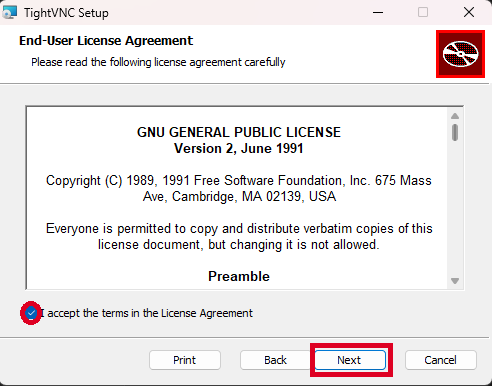 TightVNC Setup
End-User License Agreement
Please read the following license agreement carefully
GNU GENERAL PUBLIC LICENSE
Version 2, June 1991
Copyright (C) 1989, 1991 Free Software Foundation, Inc. 675 Mass
Ave, Cambridge, MA 02139, USA
Everyone is permitted to copy and distribute verbatim copies of this
license document, but changing it is not allowed.
Preamble
I accept the terms in the License Agreement
Print
Back
Next
Cancel